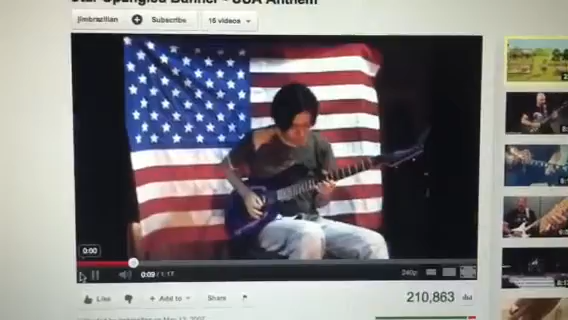 Star Spangled Banner - USA Anthem
jimbrazilian Subscribe 15 videos
0:00
0:09 / 1:17 240p
Like Add to Share 210,863